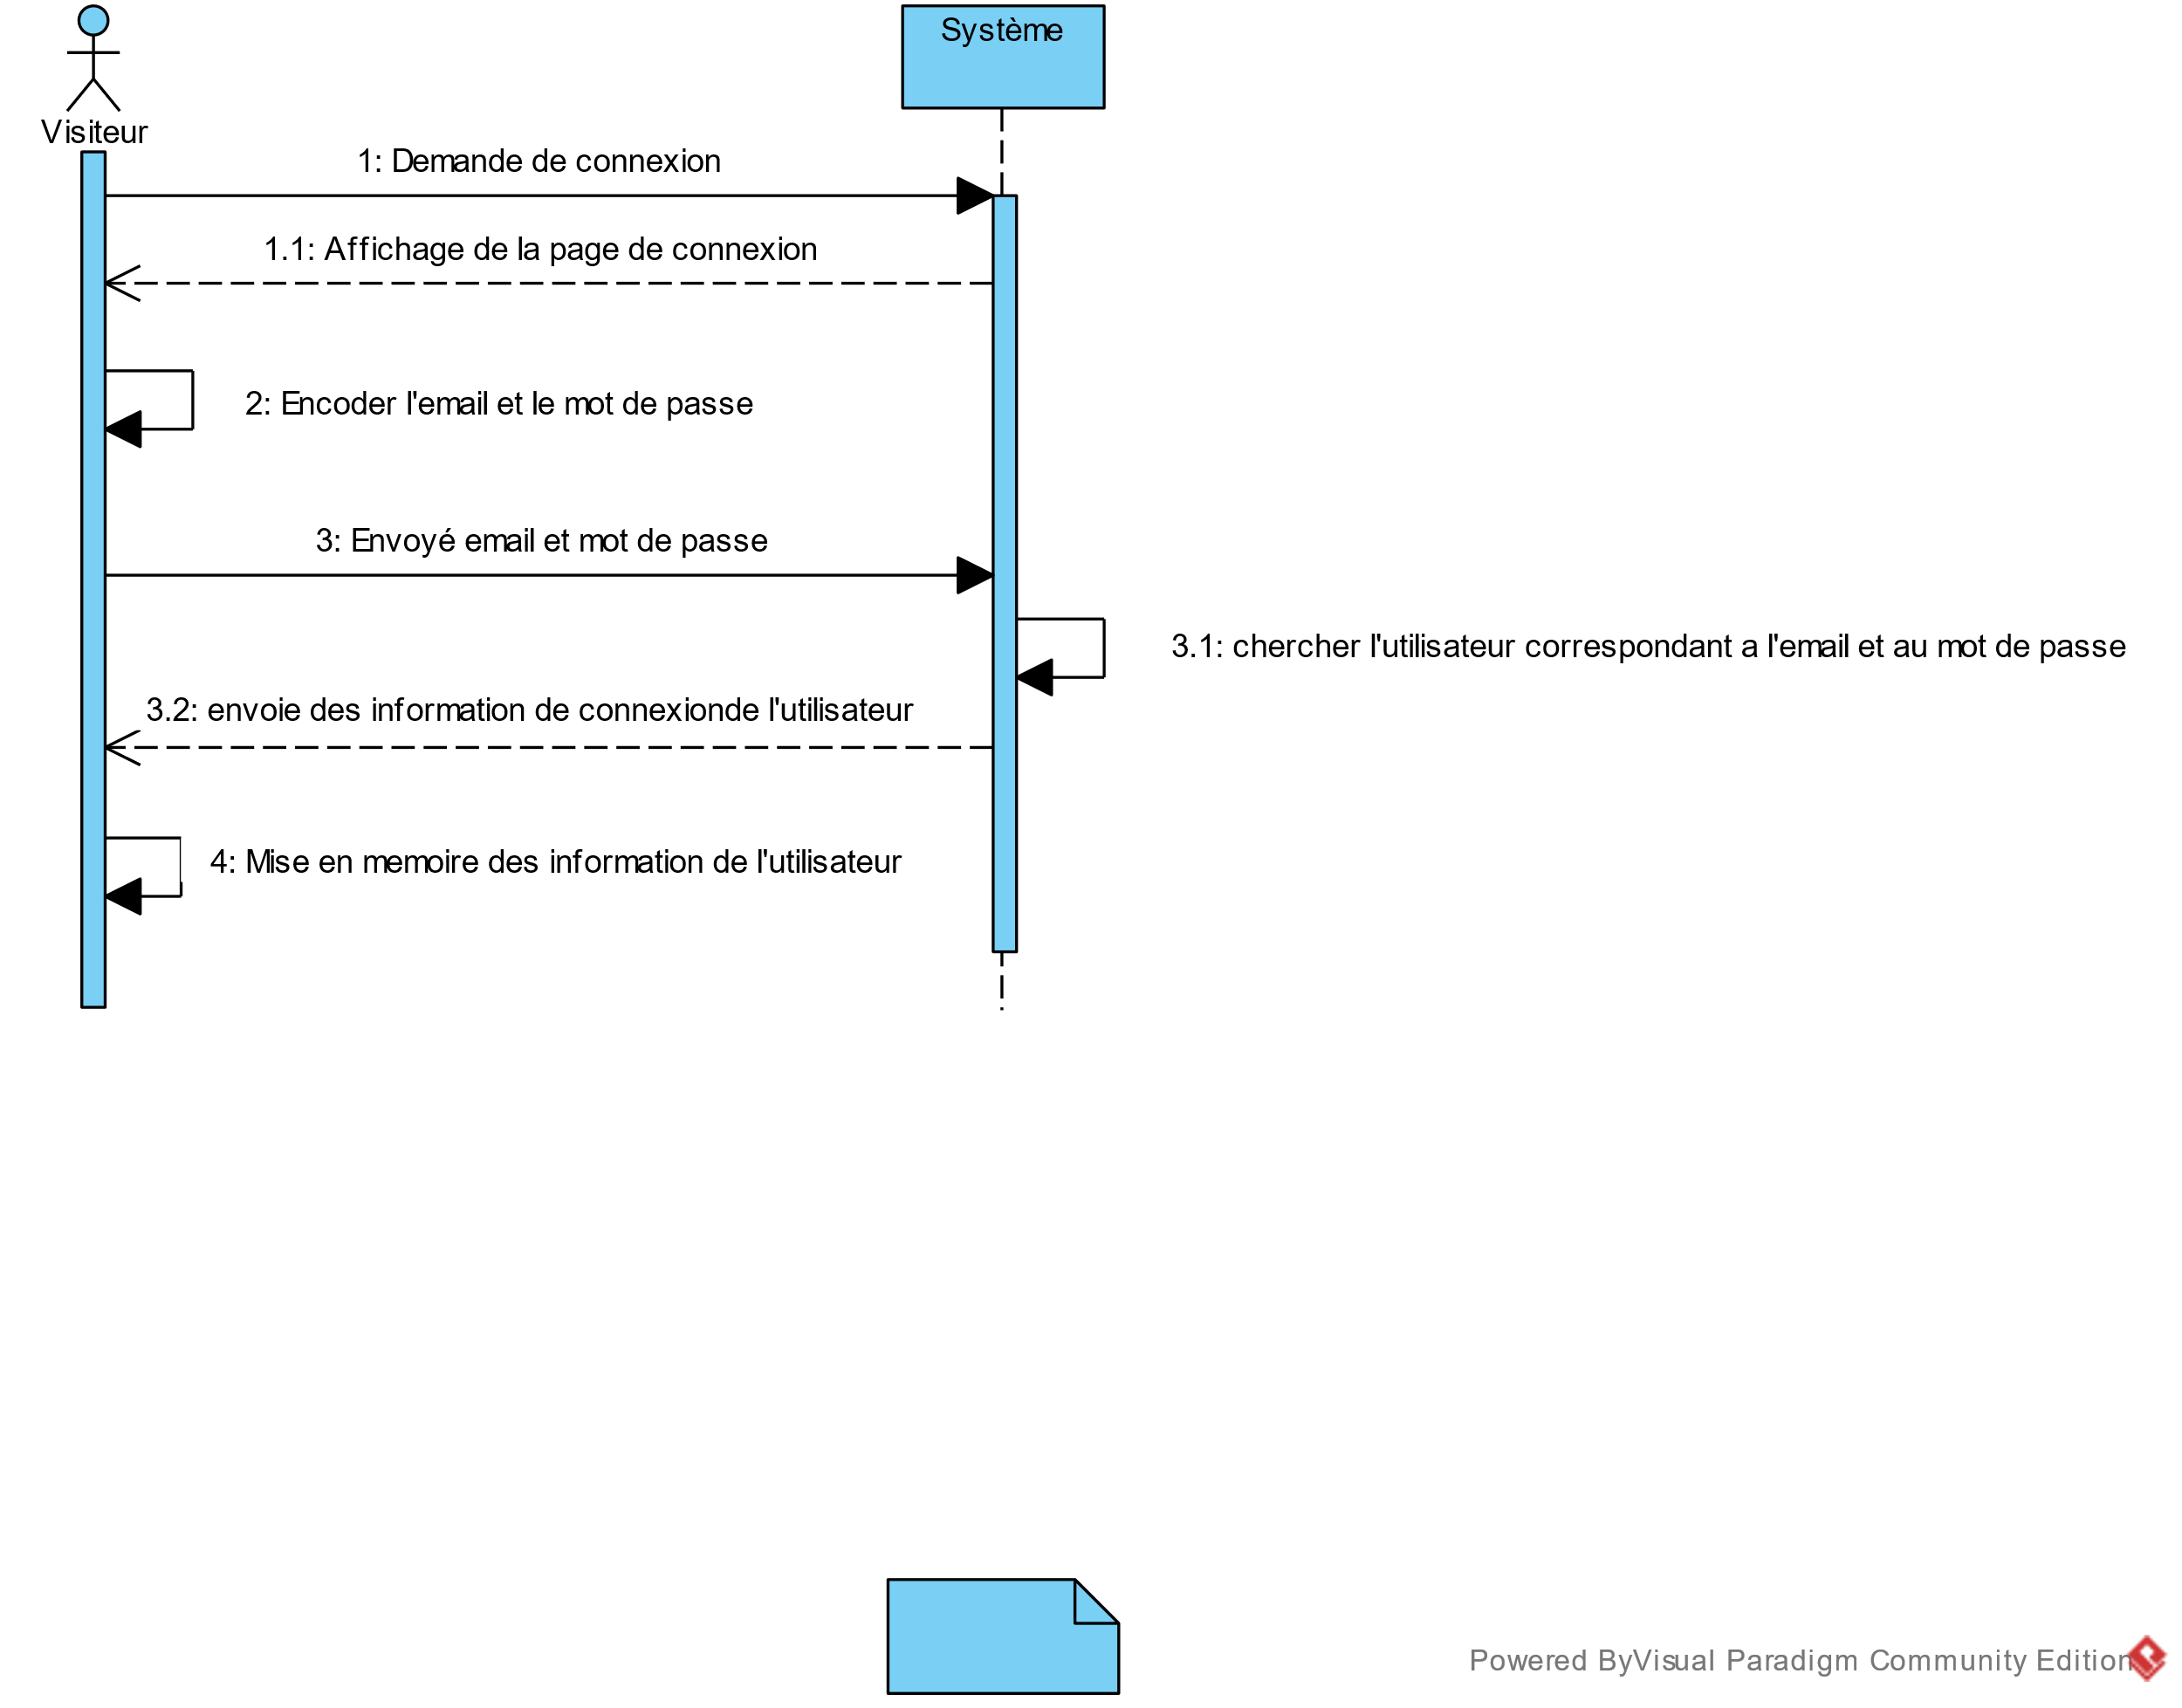 Système
Visiteur
1: Demande de connexion
1.1: Affichage de la page de connexion
2: Encoder l'email et le mot de passe
3: Envoyé email et mot de passe
3.1: chercher l'utilisateur correspondant a l'email et au mot de passe
3.2: envoie des information de connexionde l'utilisateur
4: Mise en memoire des information de l'utilisateur
Powered ByVisual Paradigm Community Edition